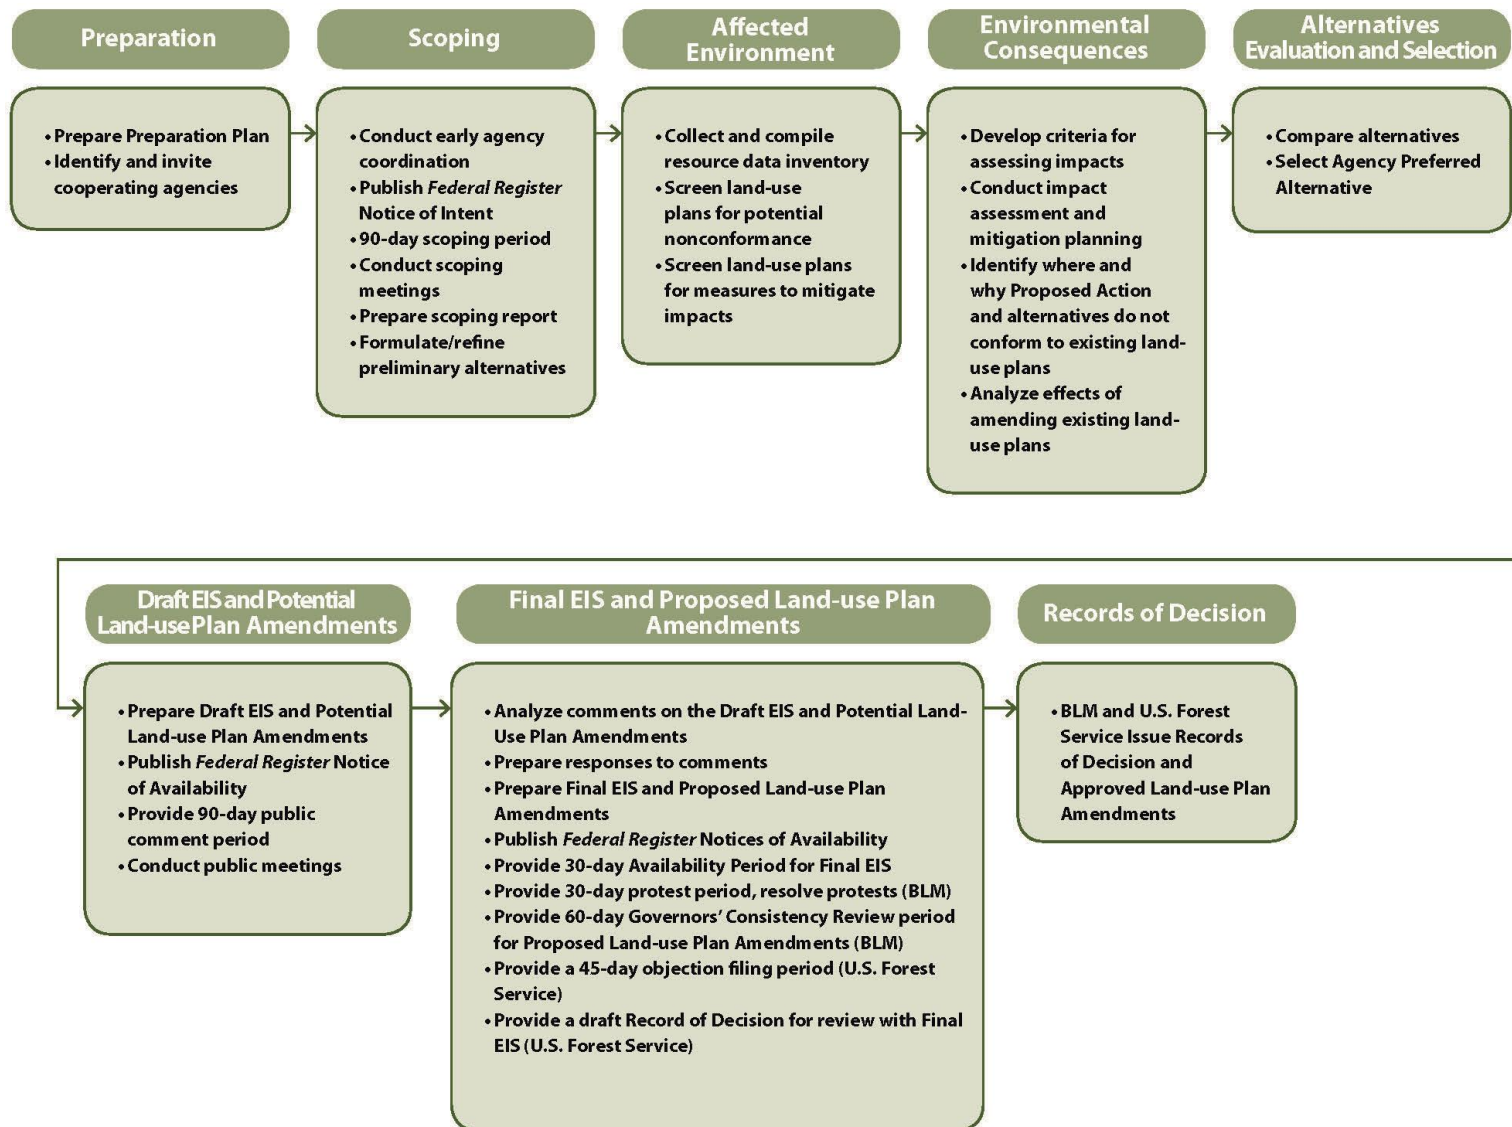 Preparation
• Prepare Preparation Plan
• Identify and invite
cooperating agencies
Scoping
• Conduct early agency
coordination
• Publish Federal Register
Notice of Intent
• 90-day scoping period
• Conduct scoping
meetings
• Prepare scoping report
• Formulate/refine
preliminary alternatives
Affected
Environment
• Collect and compile
resource data inventory
• Screen land-use
plans for potential
nonconformance
• Screen land-use plans
for measures to mitigate
impacts
Environmental
Consequences
• Develop criteria for
assessing impacts
• Conduct impact
assessment and
mitigation planning
• Identify where and
why Proposed Action
and alternatives do not
conform to existing land-
use plans
• Analyze effects of
amending existing land-
use plans
Alternatives
Evaluation and Selection
• Compare alternatives
• Select Agency Preferred
Alternative
Draft EIS and Potential
Land-use Plan Amendments
• Prepare Draft EIS and Potential
Land-use Plan Amendments
• Publish Federal Register Notice
of Availability
• Provide 90-day public
comment period
• Conduct public meetings
Final EIS and Proposed Land-use Plan
Amendments
• Analyze comments on the Draft EIS and Potential Land-
Use Plan Amendments
• Prepare responses to comments
• Prepare Final EIS and Proposed Land-use Plan
Amendments
• Publish Federal Register Notices of Availability
• Provide 30-day Availability Period for Final EIS
• Provide 30-day protest period, resolve protests (BLM)
• Provide 60-day Governors' Consistency Review period
for Proposed Land-use Plan Amendments (BLM)
• Provide a 45-day objection filing period (U.S. Forest
Service)
• Provide a draft Record of Decision for review with Final
EIS (U.S. Forest Service)
Records of Decision
• BLM and U.S. Forest
Service Issue Records
of Decision and
Approved Land-use Plan
Amendments